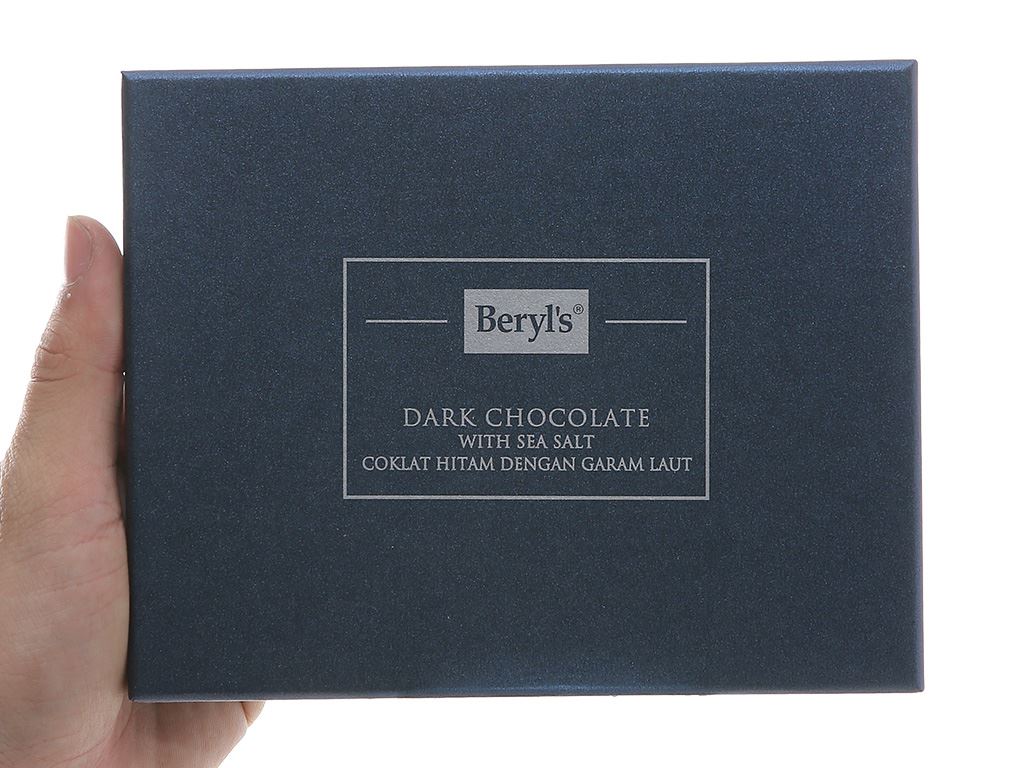 Beryl's®
DARK CHOCOLATE
WITH SEA SALT
COKLAT HITAM DENGAN GARAM LAUT